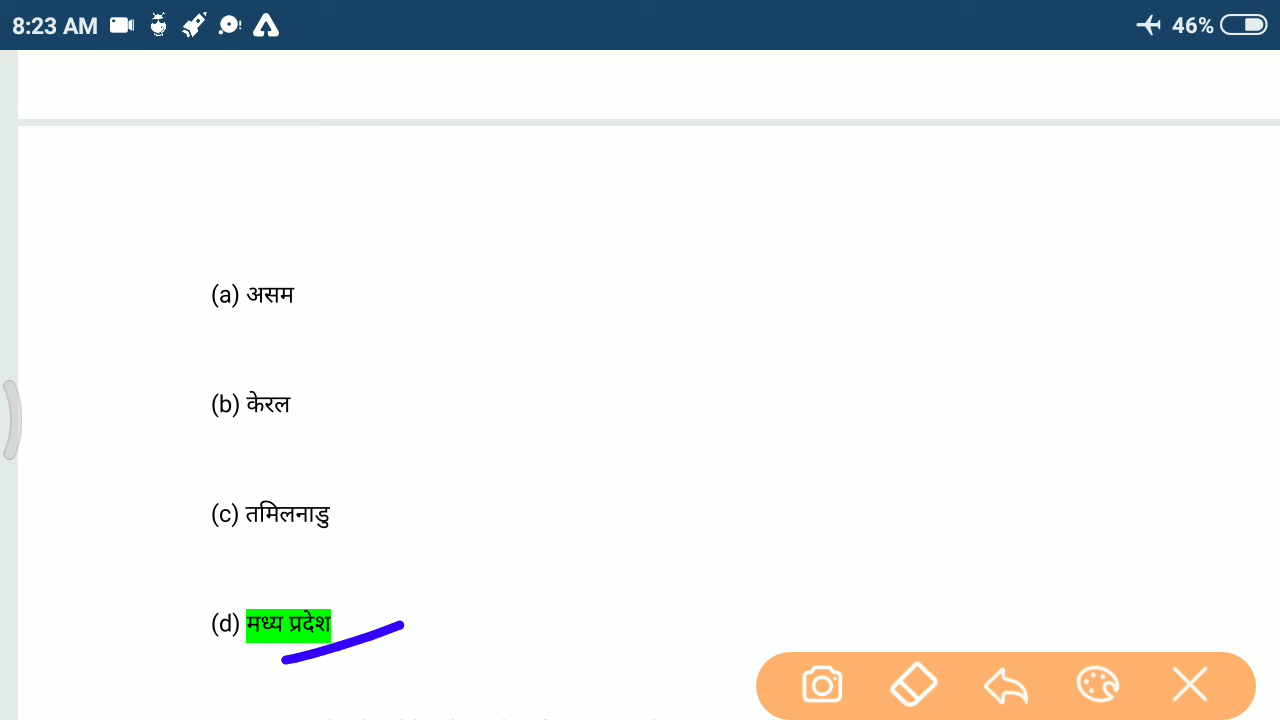 8:23 AM 46%
(a) असम
(b) केरल
(c) तमिलनाडु
(d) मध्य प्रदेश